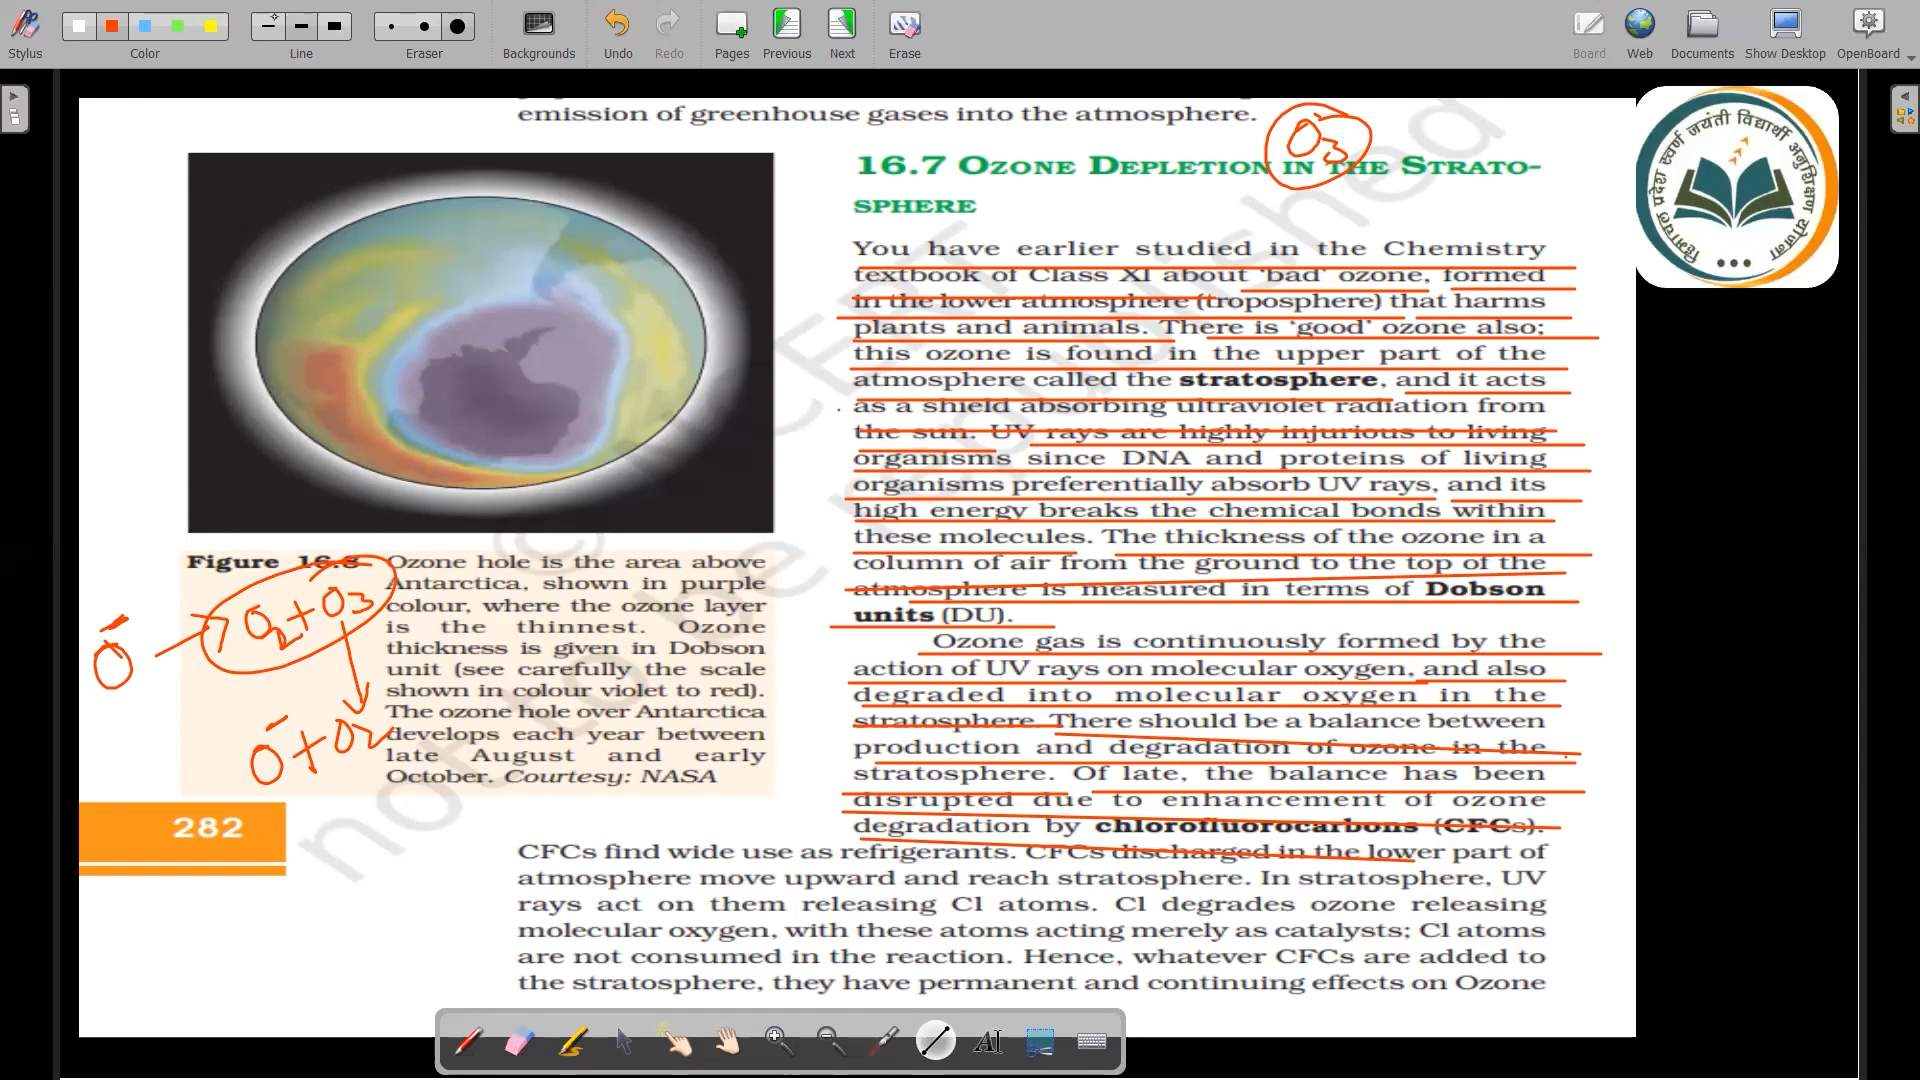 Stylus
Color
Line
Eraser
Backgrounds
Undo
Redo
Pages
Previous
Next
Erase
Board
Web
Documents
Show Desktop
OpenBoard
emission of greenhouse gases into the atmosphere.
O3
16.7 OZONE DEPLETION IN THE STRATO-
SPHERE
You have earlier studied in the Chemistry
textbook of Class XI about 'bad' ozone, formed
in the lower atmosphere (troposphere) that harms
plants and animals. There is 'good' ozone also;
this ozone is found in the upper part of the
atmosphere called the stratosphere, and it acts
as a shield absorbing ultraviolet radiation from
the sun. UV rays are highly injurious to living
organisms since DNA and proteins of living
organisms preferentially absorb UV rays, and its
high energy breaks the chemical bonds within
these molecules. The thickness of the ozone in a
column of air from the ground to the top of the
atmosphere is measured in terms of Dobson
units (DU).
Ozone gas is continuously formed by the
action of UV rays on molecular oxygen, and also
degraded into molecular oxygen in the
stratosphere. There should be a balance between
production and degradation of ozone in the
stratosphere. Of late, the balance has been
disrupted due to enhancement of ozone
degradation by chlorofluorocarbons (CFCs).
CFCs find wide use as refrigerants. CFCs discharged in the lower part of
atmosphere move upward and reach stratosphere. In stratosphere, UV
rays act on them releasing Cl atoms. Cl degrades ozone releasing
molecular oxygen, with these atoms acting merely as catalysts; Cl atoms
are not consumed in the reaction. Hence, whatever CFCs are added to
the stratosphere, they have permanent and continuing effects on Ozone
Figure 16.8 Ozone hole is the area above
Antarctica, shown in purple
colour, where the ozone layer
is the thinnest. Ozone
thickness is given in Dobson
unit (see carefully the scale
shown in colour violet to red).
The ozone hole over Antarctica
develops each year between
late August and early
October. Courtesy: NASA
O → O2 + O3
O + O2
282
© NCERT
not to be republished
हिमाचल प्रदेश स्वर्ण जयंती विद्यार्थी अनुशिक्षण योजना